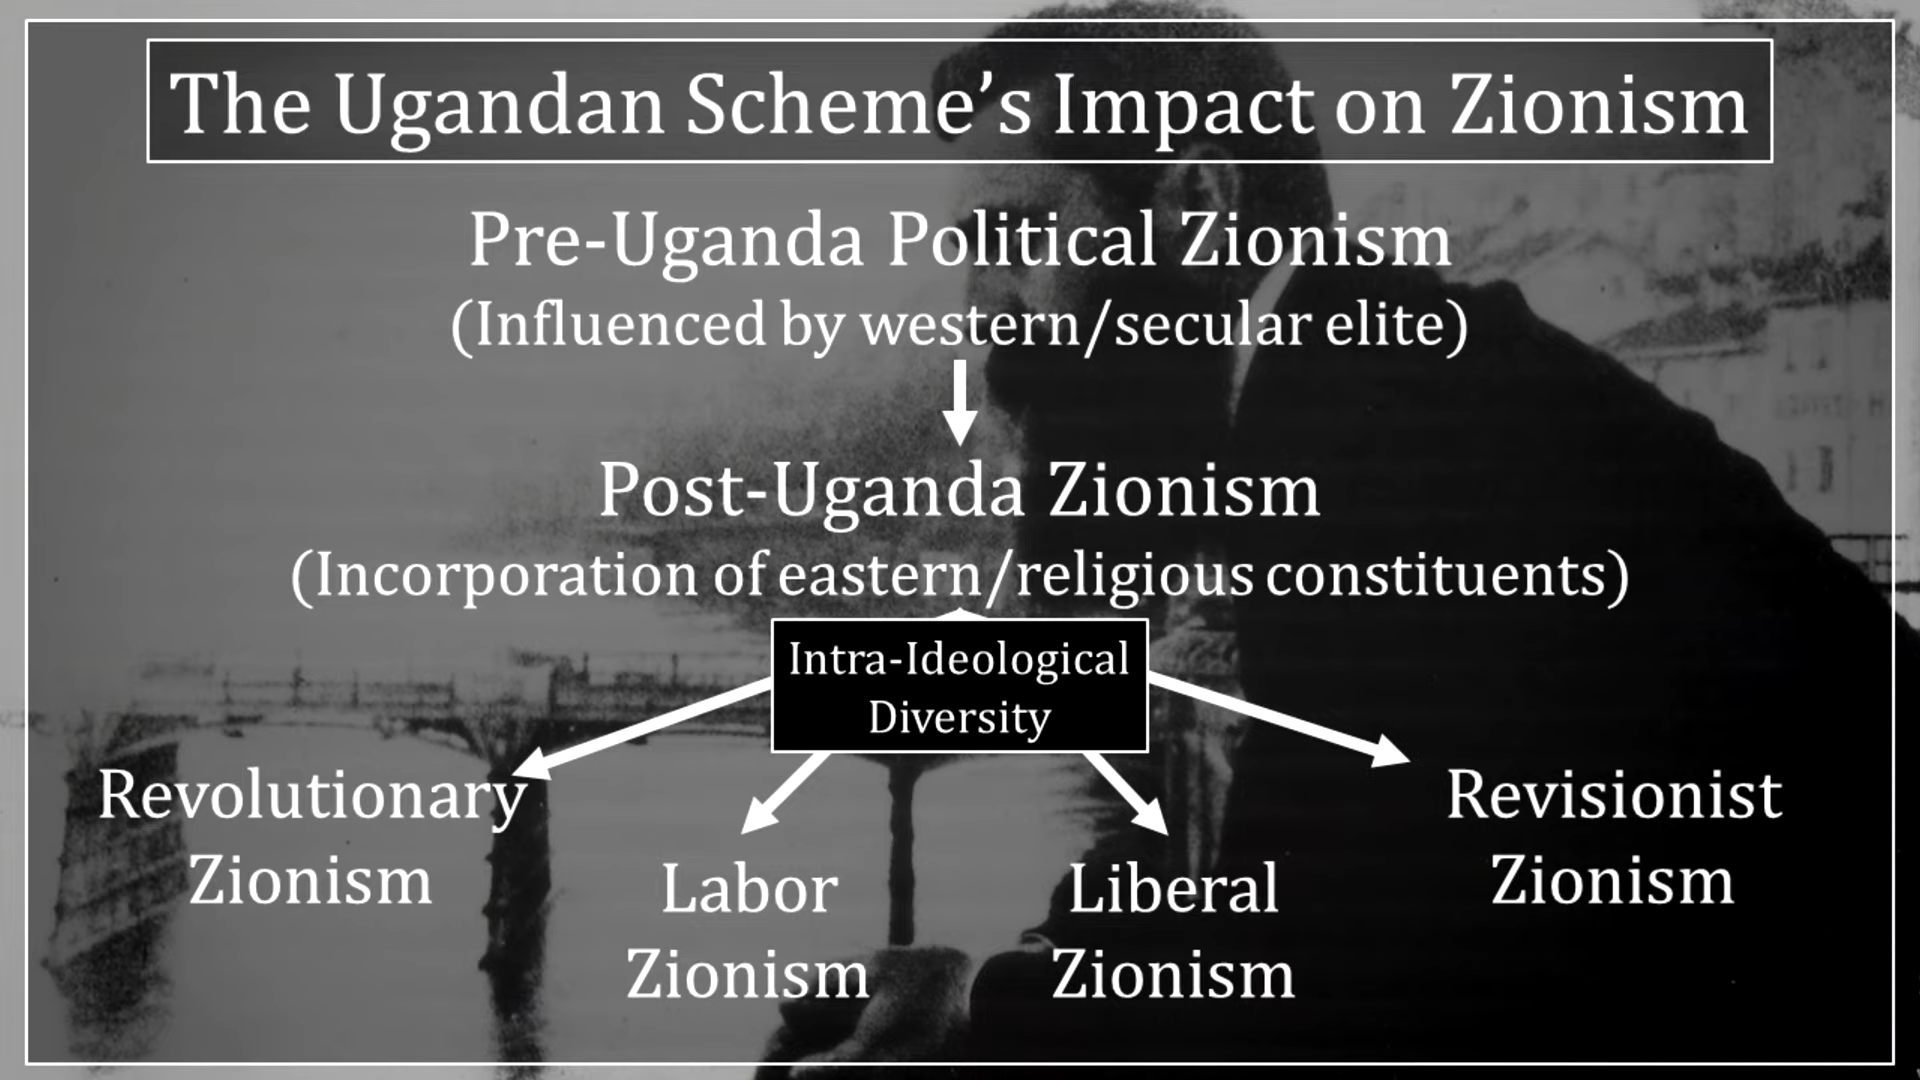 The Ugandan Scheme’s Impact on Zionism
Pre-Uganda Political Zionism
(Influenced by western/secular elite)
Post-Uganda Zionism
(Incorporation of eastern/religious constituents)
Intra-Ideological
Diversity
Revolutionary
Zionism
Labor
Zionism
Liberal
Zionism
Revisionist
Zionism